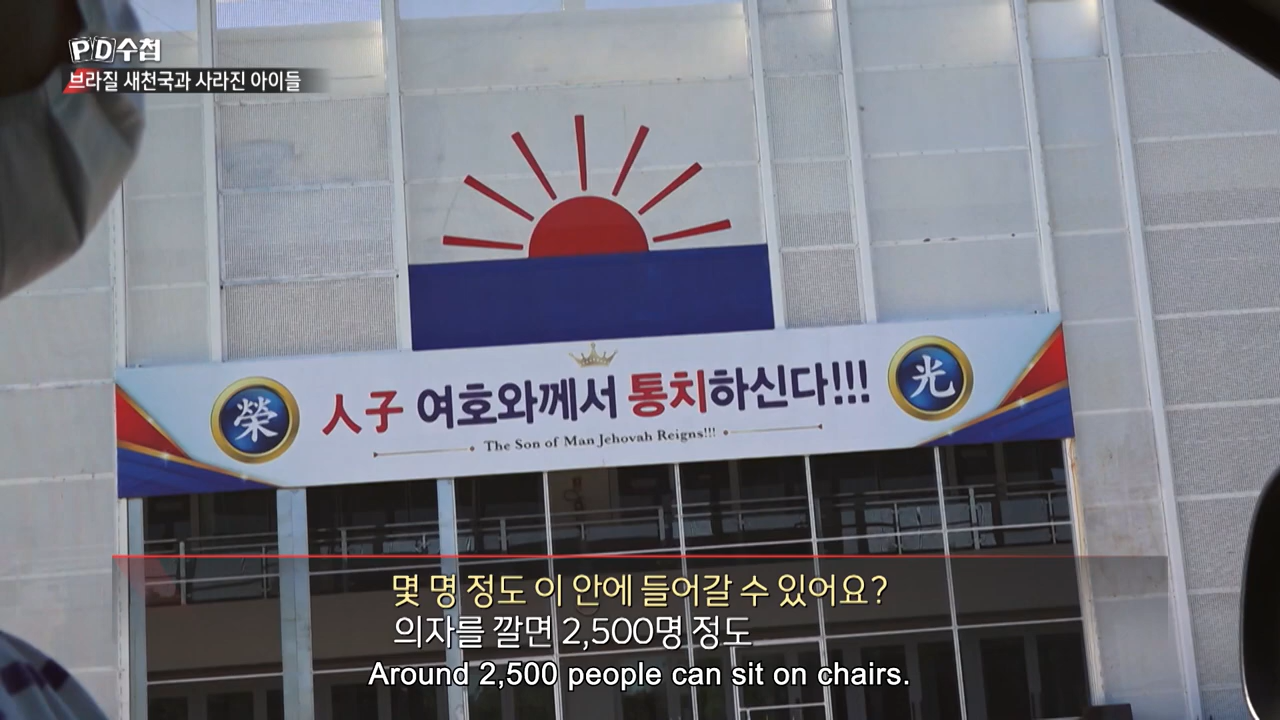 PD수첩
브라질 새천국과 사라진 아이들
榮 人子 여호와께서 통치하신다!!! 光
The Son of Man Jehovah Reigns!!!
몇 명 정도 이 안에 들어갈 수 있어요?
의자를 깔면 2,500명 정도
Around 2,500 people can sit on chairs.